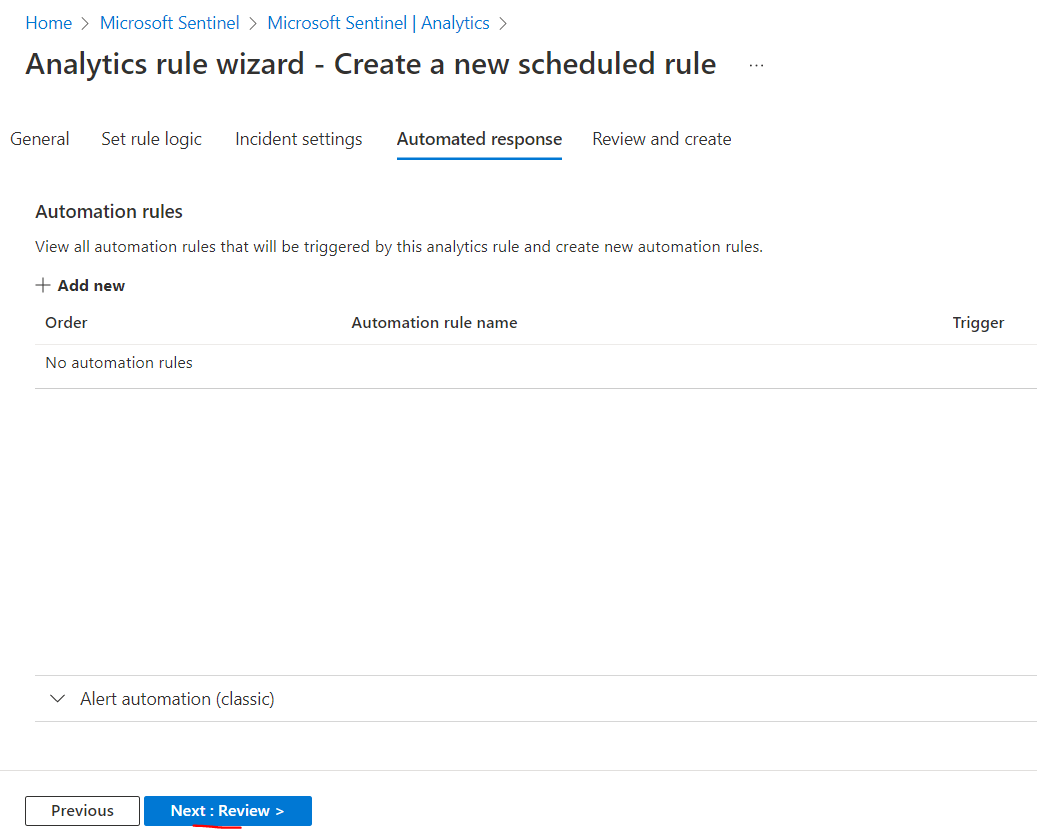 Home > Microsoft Sentinel > Microsoft Sentinel | Analytics >
Analytics rule wizard - Create a new scheduled rule ...
General Set rule logic Incident settings Automated response Review and create
Automation rules
View all automation rules that will be triggered by this analytics rule and create new automation rules.
+ Add new
Order Automation rule name Trigger
No automation rules
Alert automation (classic)
Previous Next : Review >